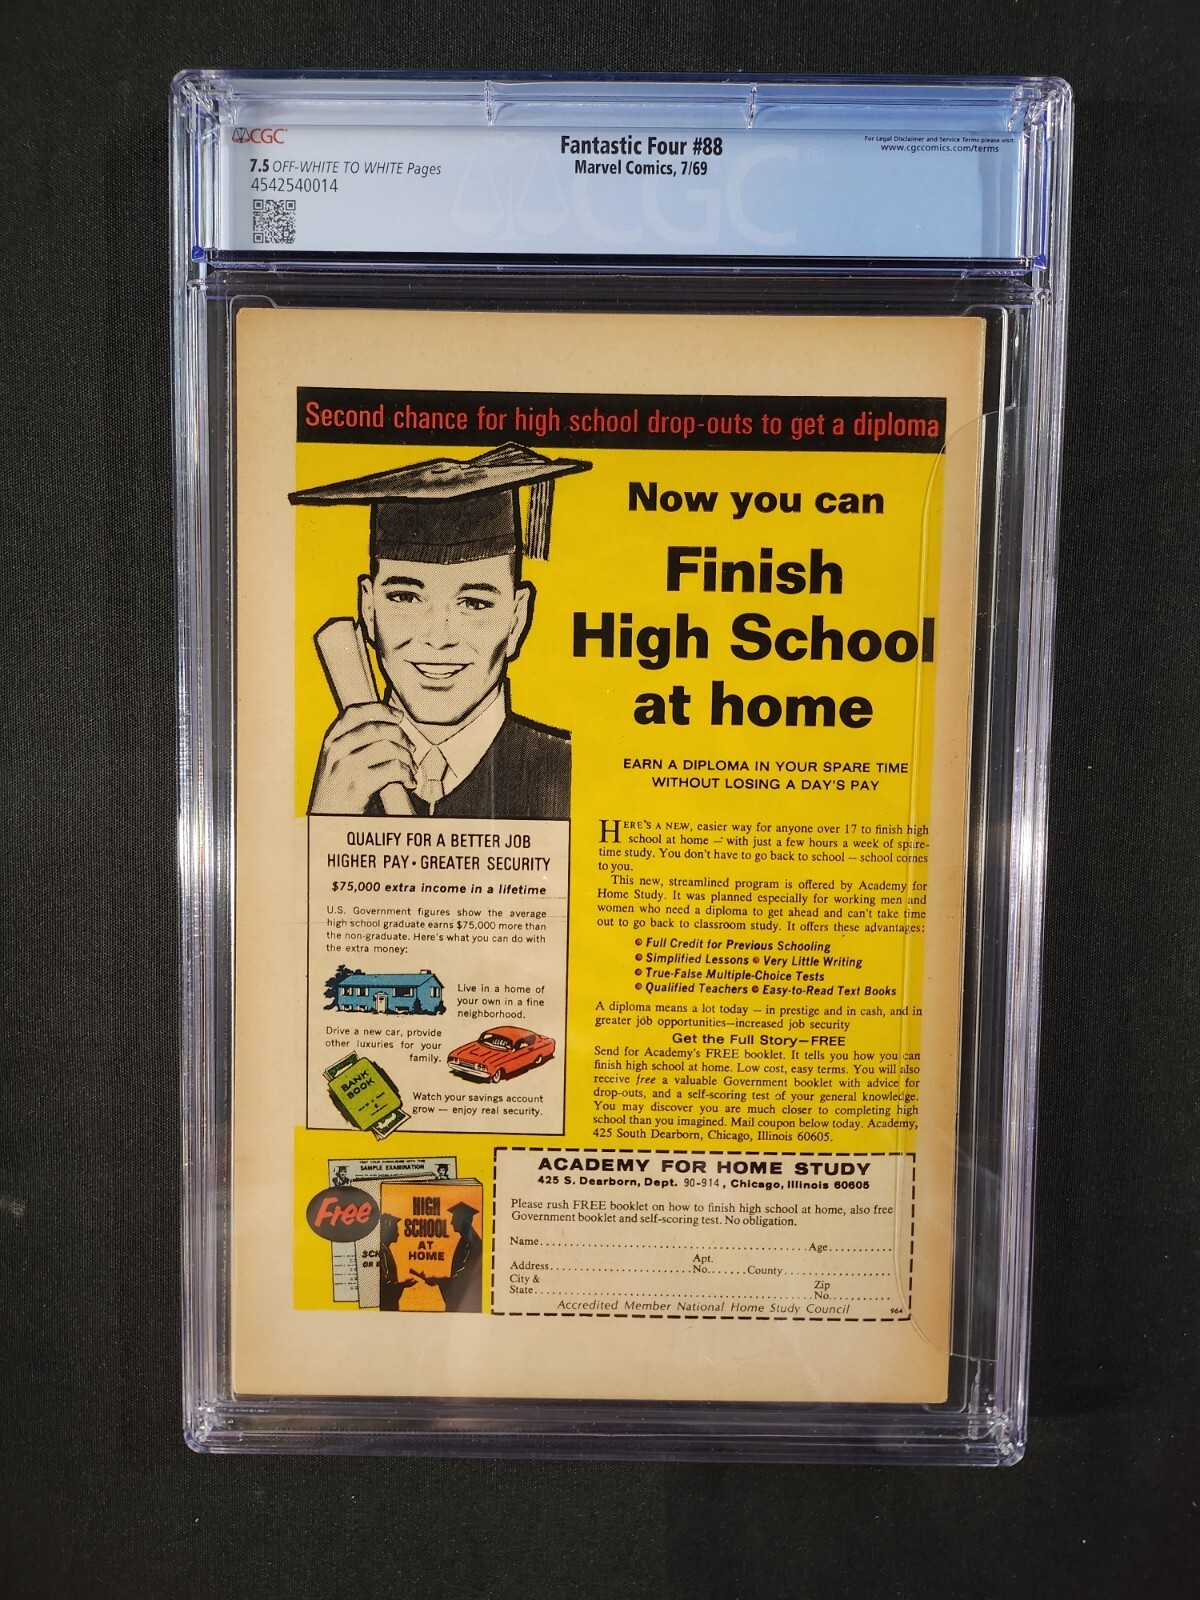 CGC
7.5 OFF-WHITE TO WHITE Pages
4542540014
Fantastic Four #88
Marvel Comics, 7/69
For Legal Disclaimer and Service Terms please visit
www.cgccomics.com/terms
CGC
Second chance for high school drop-outs to get a diploma
Now you can
Finish
High School
at home
EARN A DIPLOMA IN YOUR SPARE TIME
WITHOUT LOSING A DAY'S PAY
QUALIFY FOR A BETTER JOB
HIGHER PAY • GREATER SECURITY
$75,000 extra income in a lifetime
U.S. Government figures show the average
high school graduate earns $75,000 more than
the non-graduate. Here's what you can do with
the extra money:
Live in a home of
your own in a fine
neighborhood.
Drive a new car, provide
other luxuries for your
family.
BANK
BOOK
Watch your savings account
grow — enjoy real security.
HERE'S A NEW, easier way for anyone over 17 to finish high
school at home — with just a few hours a week of spare-
time study. You don't have to go back to school — school comes
to you.
This new, streamlined program is offered by Academy for
Home Study. It was planned especially for working men and
women who need a diploma to get ahead and can't take time
out to go back to classroom study. It offers these advantages:
Full Credit for Previous Schooling
Simplified Lessons Very Little Writing
True-False Multiple-Choice Tests
Qualified Teachers Easy-to-Read Text Books
A diploma means a lot today — in prestige and in cash, and in
greater job opportunities—increased job security
Get the Full Story—FREE
Send for Academy's FREE booklet. It tells you how you can
finish high school at home. Low cost, easy terms. You will also
receive free a valuable Government booklet with advice for
drop-outs, and a self-scoring test of your general knowledge.
You may discover you are much closer to completing high
school than you imagined. Mail coupon below today. Academy,
425 South Dearborn, Chicago, Illinois 60605.
TEST YOUR KNOWLEDGE WITH THIS
SAMPLE EXAMINATION
Free
HIGH
SCHOOL
AT
HOME
ACADEMY FOR HOME STUDY
425 S. Dearborn, Dept. 90-914, Chicago, Illinois 60605
Please rush FREE booklet on how to finish high school at home, also free
Government booklet and self-scoring test. No obligation.
Name Age
Apt.
Address No. County
City & Zip
State No.
Accredited Member National Home Study Council 964